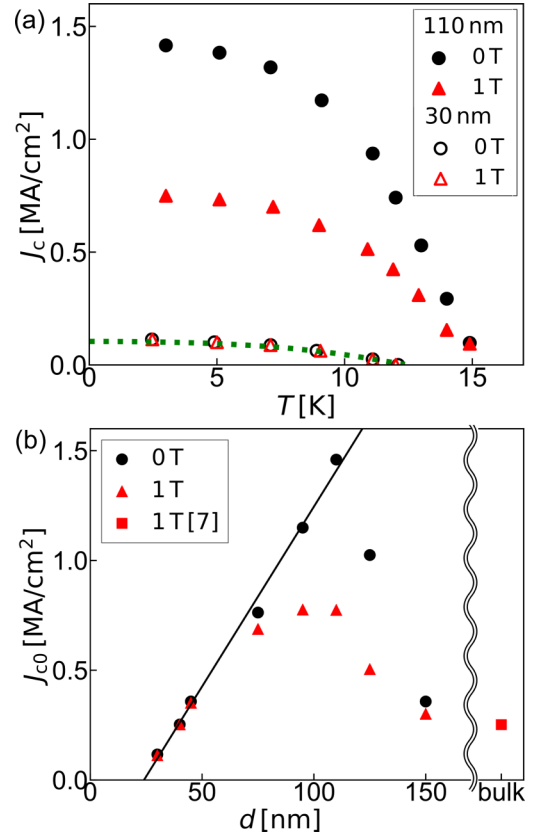 (a)
1.5
1.0
0.5
0.0
J_c [MA/cm²]
110 nm
0 T
1 T
30 nm
0 T
1 T
0 5 10 15
T [K]
(b)
1.5
1.0
0.5
0.0
J_c0 [MA/cm²]
0 T
1 T
1 T [7]
0 50 100 150 bulk
d [nm]